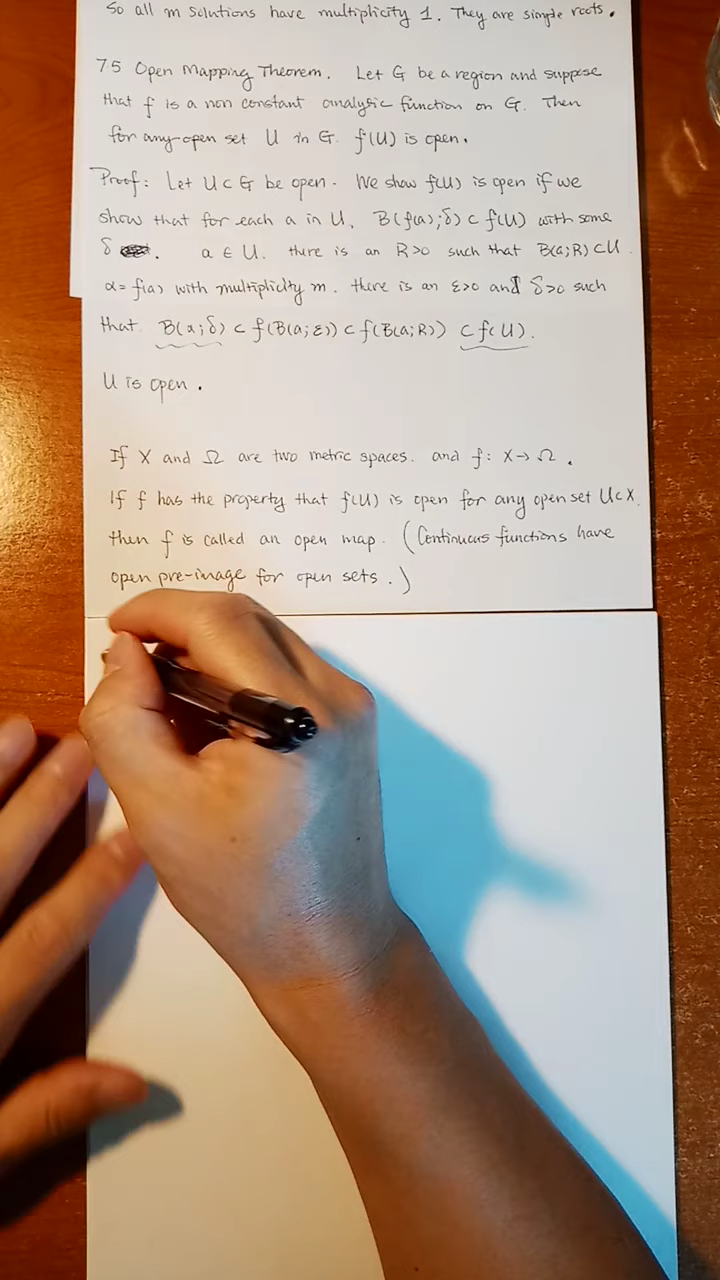 So all m solutions have multiplicity 1. They are simple roots.
7.5 Open Mapping Theorem. Let G be a region and suppose
that f is a non constant analytic function on G. Then
for any open set U in G. f(U) is open.
Proof: Let U⊂G be open. We show f(U) is open if we
show that for each a in U, B(f(a);δ) ⊂ f(U) with some
δ . a ∈ U. there is an R>0 such that B(a;R)⊂U.
α=f(a) with multiplicity m. there is an ε>0 and δ>0 such
that B(α;δ) ⊂ f(B(a;ε)) ⊂ f(B(a;R)) ⊂ f(U).
U is open.
If X and Ω are two metric spaces. and f: X→Ω.
If f has the property that f(U) is open for any open set U⊂X,
then f is called an open map. (Continuous functions have
open pre-image for open sets.)